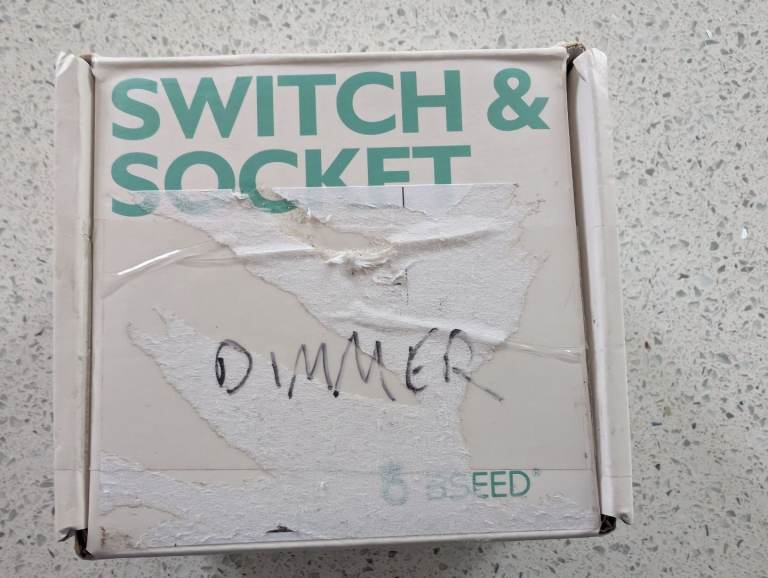 SWITCH &
SOCKET
DIMMER
BSEED®